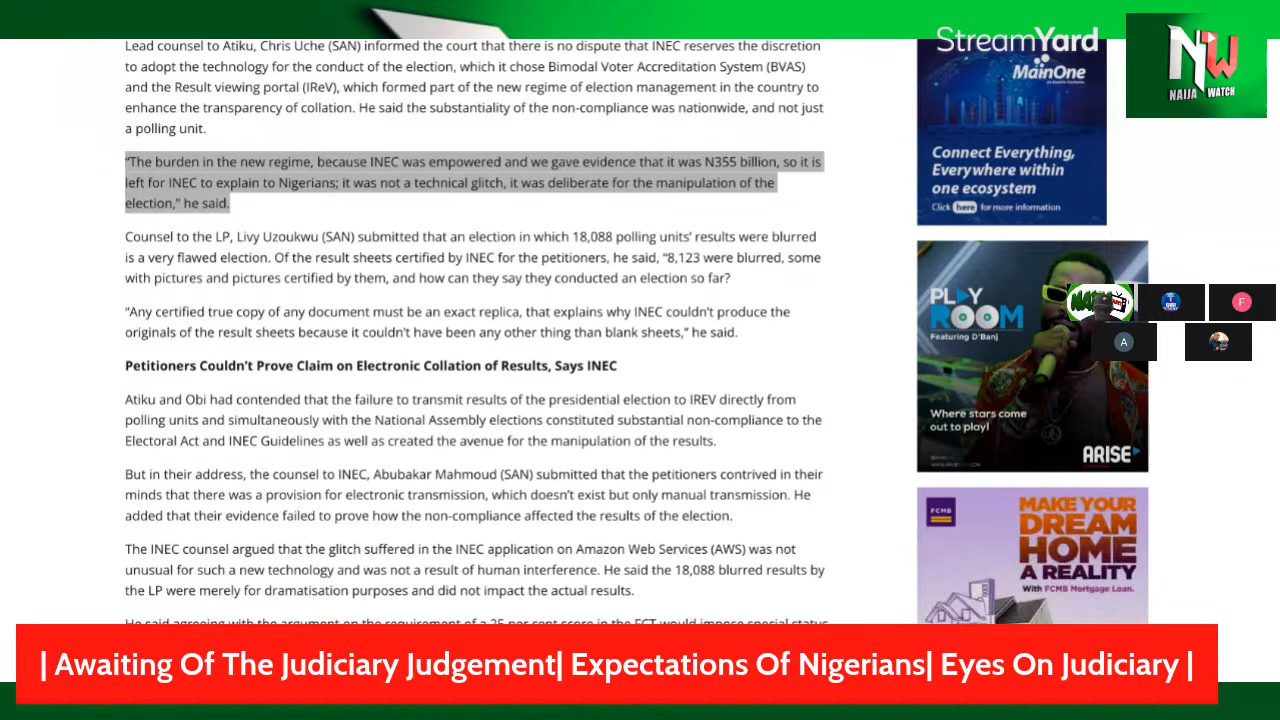 Lead counsel to Atiku, Chris Uche (SAN) informed the court that there is no dispute that INEC reserves the discretion
to adopt the technology for the conduct of the election, which it chose Bimodal Voter Accreditation System (BVAS)
and the Result viewing portal (IReV), which formed part of the new regime of election management in the country to
enhance the transparency of collation. He said the substantiality of the non-compliance was nationwide, and not just
a polling unit.
“The burden in the new regime, because INEC was empowered and we gave evidence that it was N355 billion, so it is
left for INEC to explain to Nigerians; it was not a technical glitch, it was deliberate for the manipulation of the
election,” he said.
Counsel to the LP, Livy Uzoukwu (SAN) submitted that an election in which 18,088 polling units’ results were blurred
is a very flawed election. Of the result sheets certified by INEC for the petitioners, he said, “8,123 were blurred, some
with pictures and pictures certified by them, and how can they say they conducted an election so far?
“Any certified true copy of any document must be an exact replica, that explains why INEC couldn’t produce the
originals of the result sheets because it couldn’t have been any other thing than blank sheets,” he said.
Petitioners Couldn’t Prove Claim on Electronic Collation of Results, Says INEC
Atiku and Obi had contended that the failure to transmit results of the presidential election to IREV directly from
polling units and simultaneously with the National Assembly elections constituted substantial non-compliance to the
Electoral Act and INEC Guidelines as well as created the avenue for the manipulation of the results.
But in their address, the counsel to INEC, Abubakar Mahmoud (SAN) submitted that the petitioners contrived in their
minds that there was a provision for electronic transmission, which doesn’t exist but only manual transmission. He
added that their evidence failed to prove how the non-compliance affected the results of the election.
The INEC counsel argued that the glitch suffered in the INEC application on Amazon Web Services (AWS) was not
unusual for such a new technology and was not a result of human interference. He said the 18,088 blurred results by
the LP were merely for dramatisation purposes and did not impact the actual results.
He said agreeing with the argument on the requirement of a 25 per cent score in the FCT would impose special status
StreamYard
MainOne
Connect Everything,
Everywhere within
one ecosystem
Click here for more information
NW
NAIJA WATCH
PLAY
ROOM
Featuring D'Banj
Where stars come
out to play!
ARISE
F
A
FCMB
MAKE YOUR
DREAM
HOME
A REALITY
With FCMB Mortgage Loan.
| Awaiting Of The Judiciary Judgement| Expectations Of Nigerians| Eyes On Judiciary |